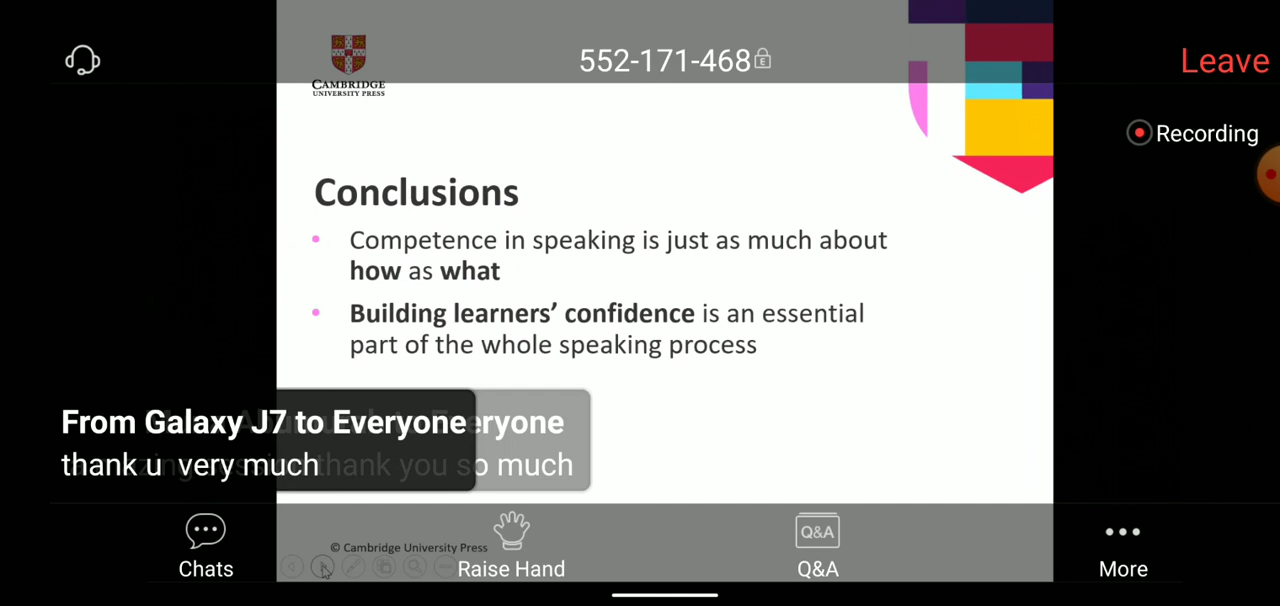 552-171-468
Leave
CAMBRIDGE
UNIVERSITY PRESS
Recording
Conclusions
• Competence in speaking is just as much about
how as what
• Building learners' confidence is an essential
part of the whole speaking process
From Galaxy J7 to Everyone
thank u very much
eryone
thank you so much
© Cambridge University Press
Chats
Raise Hand
Q&A
Q&A
More